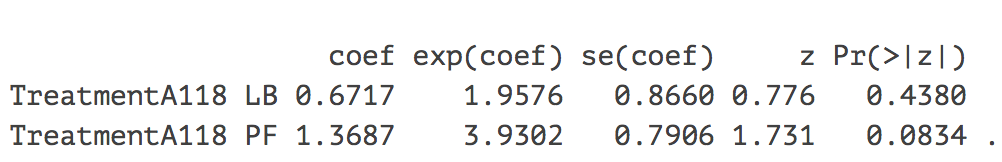 coef exp(coef) se(coef) z Pr(>|z|)
TreatmentA118 LB 0.6717 1.9576 0.8660 0.776 0.4380
TreatmentA118 PF 1.3687 3.9302 0.7906 1.731 0.0834 .